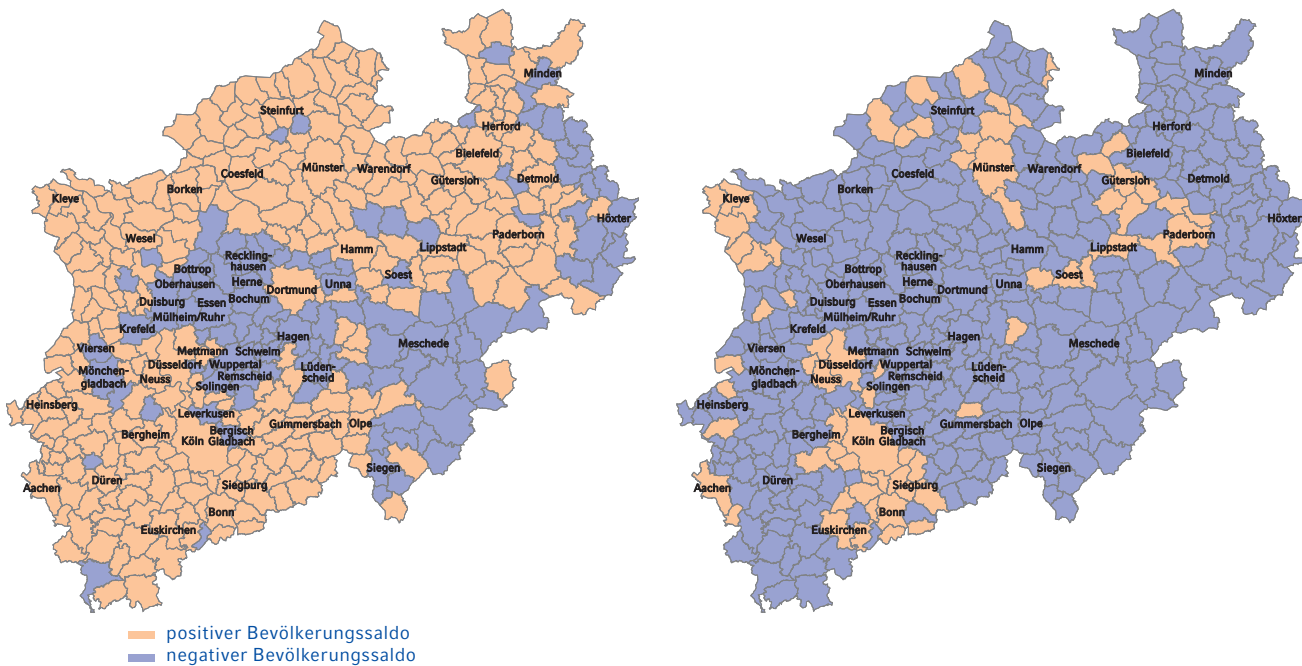 Minden
Steinfurt
Herford
Bielefeld
Münster
Warendorf
Coesfeld
Gütersloh
Detmold
Borken
Kleve
Höxter
Paderborn
Wesel
Hamm
Lippstadt
Reckling-
hausen
Bottrop
Soest
Oberhausen
Herne
Unna
Dortmund
Duisburg
Essen
Bochum
Mülheim/Ruhr
Krefeld
Hagen
Meschede
Viersen
Mettmann
Schwelm
Düsseldorf
Wuppertal
Lüden-
scheid
Mönchen-
gladbach
Neuss
Remscheid
Solingen
Heinsberg
Leverkusen
Gummersbach
Olpe
Bergheim
Bergisch
Köln Gladbach
Siegen
Düren
Aachen
Siegburg
Bonn
Euskirchen
Minden
Steinfurt
Herford
Bielefeld
Münster
Warendorf
Coesfeld
Gütersloh
Detmold
Borken
Kleve
Höxter
Paderborn
Wesel
Hamm
Lippstadt
Reckling-
hausen
Bottrop
Soest
Oberhausen
Herne
Unna
Dortmund
Duisburg
Essen
Bochum
Mülheim/Ruhr
Krefeld
Hagen
Meschede
Viersen
Mettmann
Schwelm
Düsseldorf
Wuppertal
Lüden-
scheid
Mönchen-
gladbach
Neuss
Remscheid
Solingen
Heinsberg
Leverkusen
Gummersbach
Olpe
Bergheim
Bergisch
Köln Gladbach
Siegen
Düren
Aachen
Siegburg
Bonn
Euskirchen
positiver Bevölkerungssaldo
negativer Bevölkerungssaldo